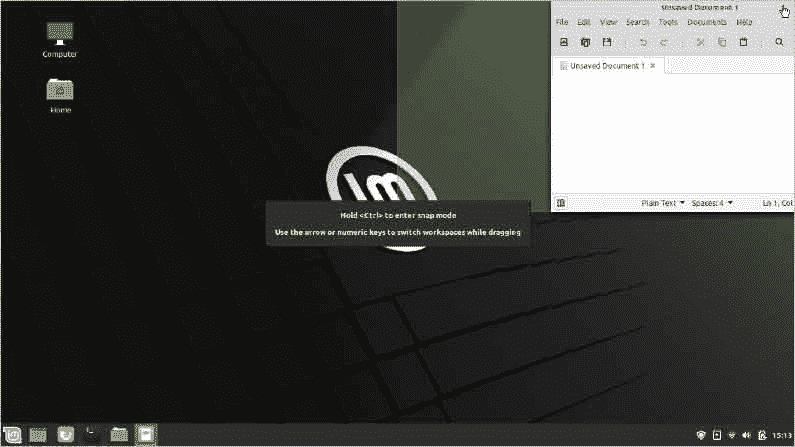 Unsaved Document 1
File Edit View Search Tools Documents Help
Unsaved Document 1
Computer
Home
lm
Hold <Ctrl> to enter snap mode
Use the arrow or numeric keys to switch workspaces while dragging
Plain Text Spaces: 4 Ln 1, Col
15:13